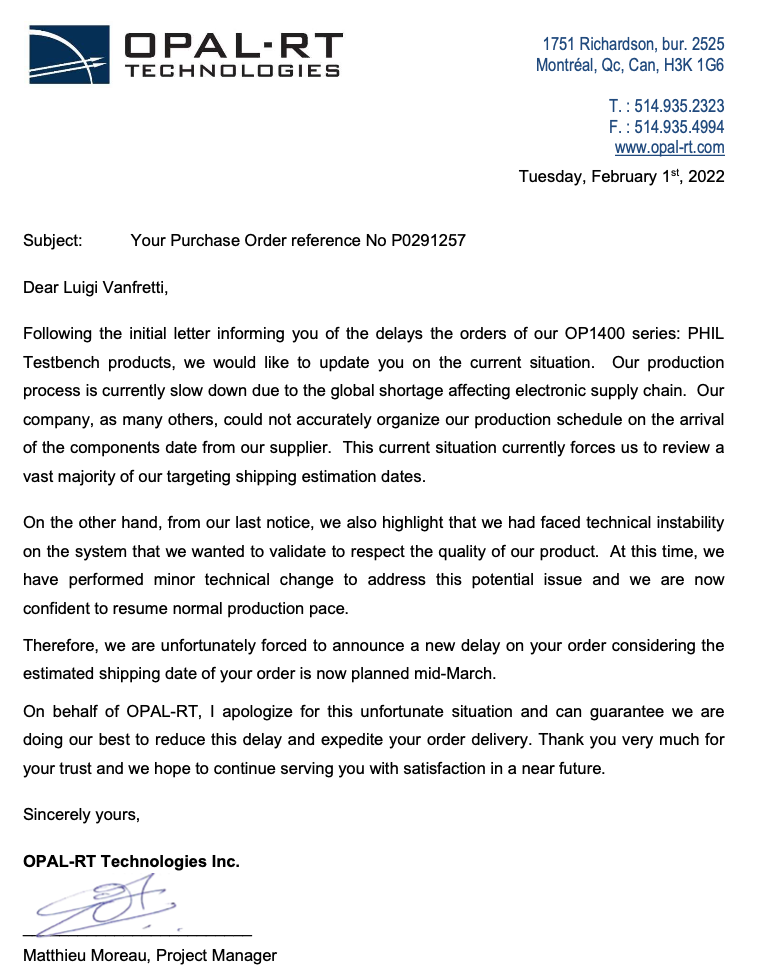 OPAL-RT
TECHNOLOGIES
1751 Richardson, bur. 2525
Montréal, Qc, Can, H3K 1G6
T. : 514.935.2323
F. : 514.935.4994
www.opal-rt.com
Tuesday, February 1st, 2022
Subject: Your Purchase Order reference No P0291257
Dear Luigi Vanfretti,
Following the initial letter informing you of the delays the orders of our OP1400 series: PHIL
Testbench products, we would like to update you on the current situation. Our production
process is currently slow down due to the global shortage affecting electronic supply chain. Our
company, as many others, could not accurately organize our production schedule on the arrival
of the components date from our supplier. This current situation currently forces us to review a
vast majority of our targeting shipping estimation dates.
On the other hand, from our last notice, we also highlight that we had faced technical instability
on the system that we wanted to validate to respect the quality of our product. At this time, we
have performed minor technical change to address this potential issue and we are now
confident to resume normal production pace.
Therefore, we are unfortunately forced to announce a new delay on your order considering the
estimated shipping date of your order is now planned mid-March.
On behalf of OPAL-RT, I apologize for this unfortunate situation and can guarantee we are
doing our best to reduce this delay and expedite your order delivery. Thank you very much for
your trust and we hope to continue serving you with satisfaction in a near future.
Sincerely yours,
OPAL-RT Technologies Inc.
Matthieu Moreau, Project Manager